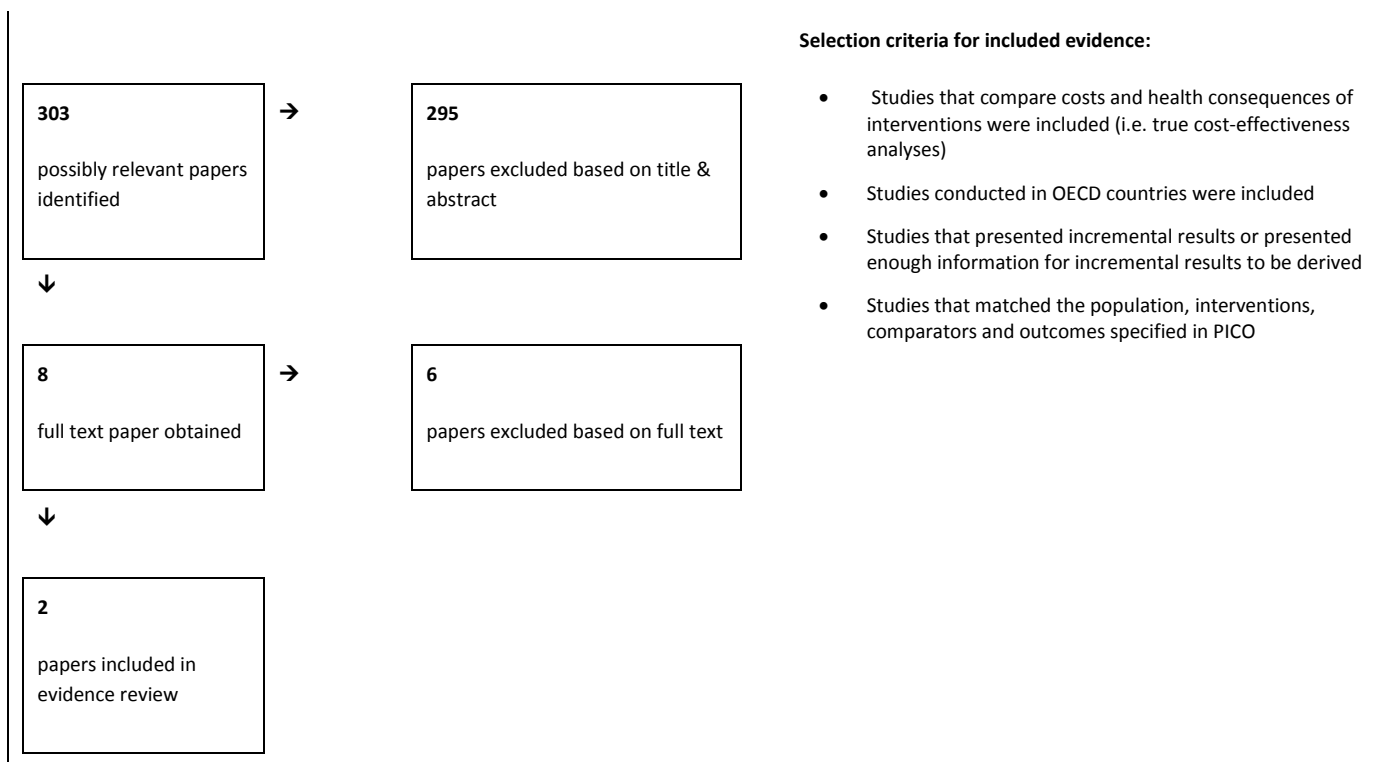 303
possibly relevant papers
identified
→
295
papers excluded based on title &
abstract
↓
8
full text paper obtained
→
6
papers excluded based on full text
↓
2
papers included in
evidence review
Selection criteria for included evidence:
• Studies that compare costs and health consequences of
interventions were included (i.e. true cost-effectiveness
analyses)
• Studies conducted in OECD countries were included
• Studies that presented incremental results or presented
enough information for incremental results to be derived
• Studies that matched the population, interventions,
comparators and outcomes specified in PICO